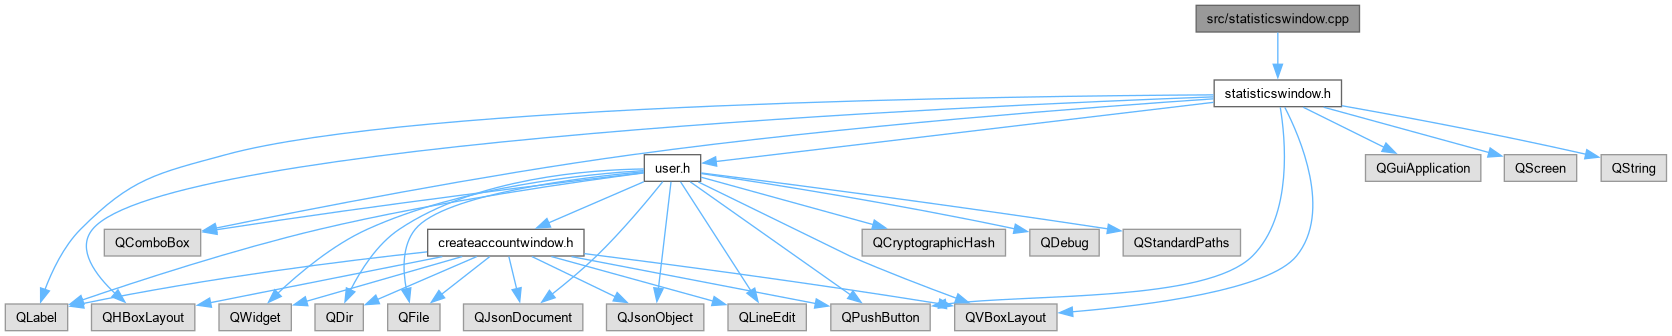 src/statisticswindow.cpp
statisticswindow.h
user.h
QGuiApplication
QScreen
QString
QComboBox
createaccountwindow.h
QCryptographicHash
QDebug
QStandardPaths
QLabel
QHBoxLayout
QWidget
QDir
QFile
QJsonDocument
QJsonObject
QLineEdit
QPushButton
QVBoxLayout